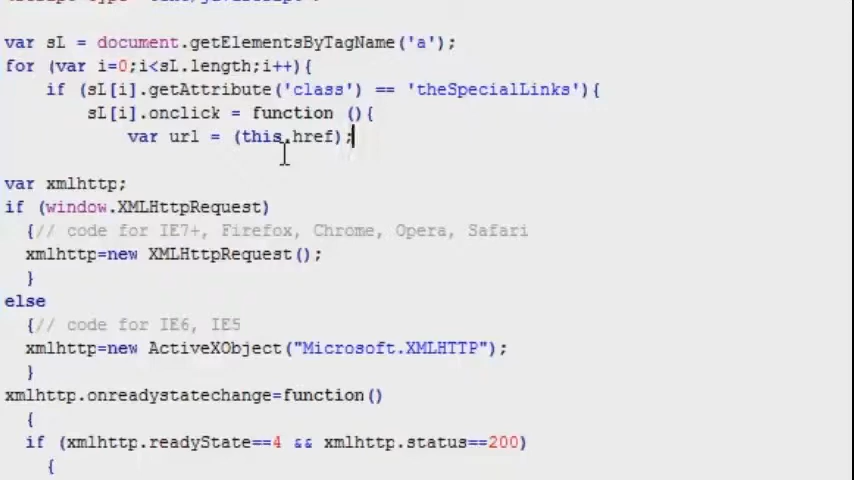 var sL = document.getElementsByTagName('a');
for (var i=0;i<sL.length;i++){
if (sL[i].getAttribute('class') == 'theSpecialLinks'){
sL[i].onclick = function (){
var url = (this.href);
var xmlhttp;
if (window.XMLHttpRequest)
{// code for IE7+, Firefox, Chrome, Opera, Safari
xmlhttp=new XMLHttpRequest();
}
else
{// code for IE6, IE5
xmlhttp=new ActiveXObject("Microsoft.XMLHTTP");
}
xmlhttp.onreadystatechange=function()
{
if (xmlhttp.readyState==4 && xmlhttp.status==200)
{